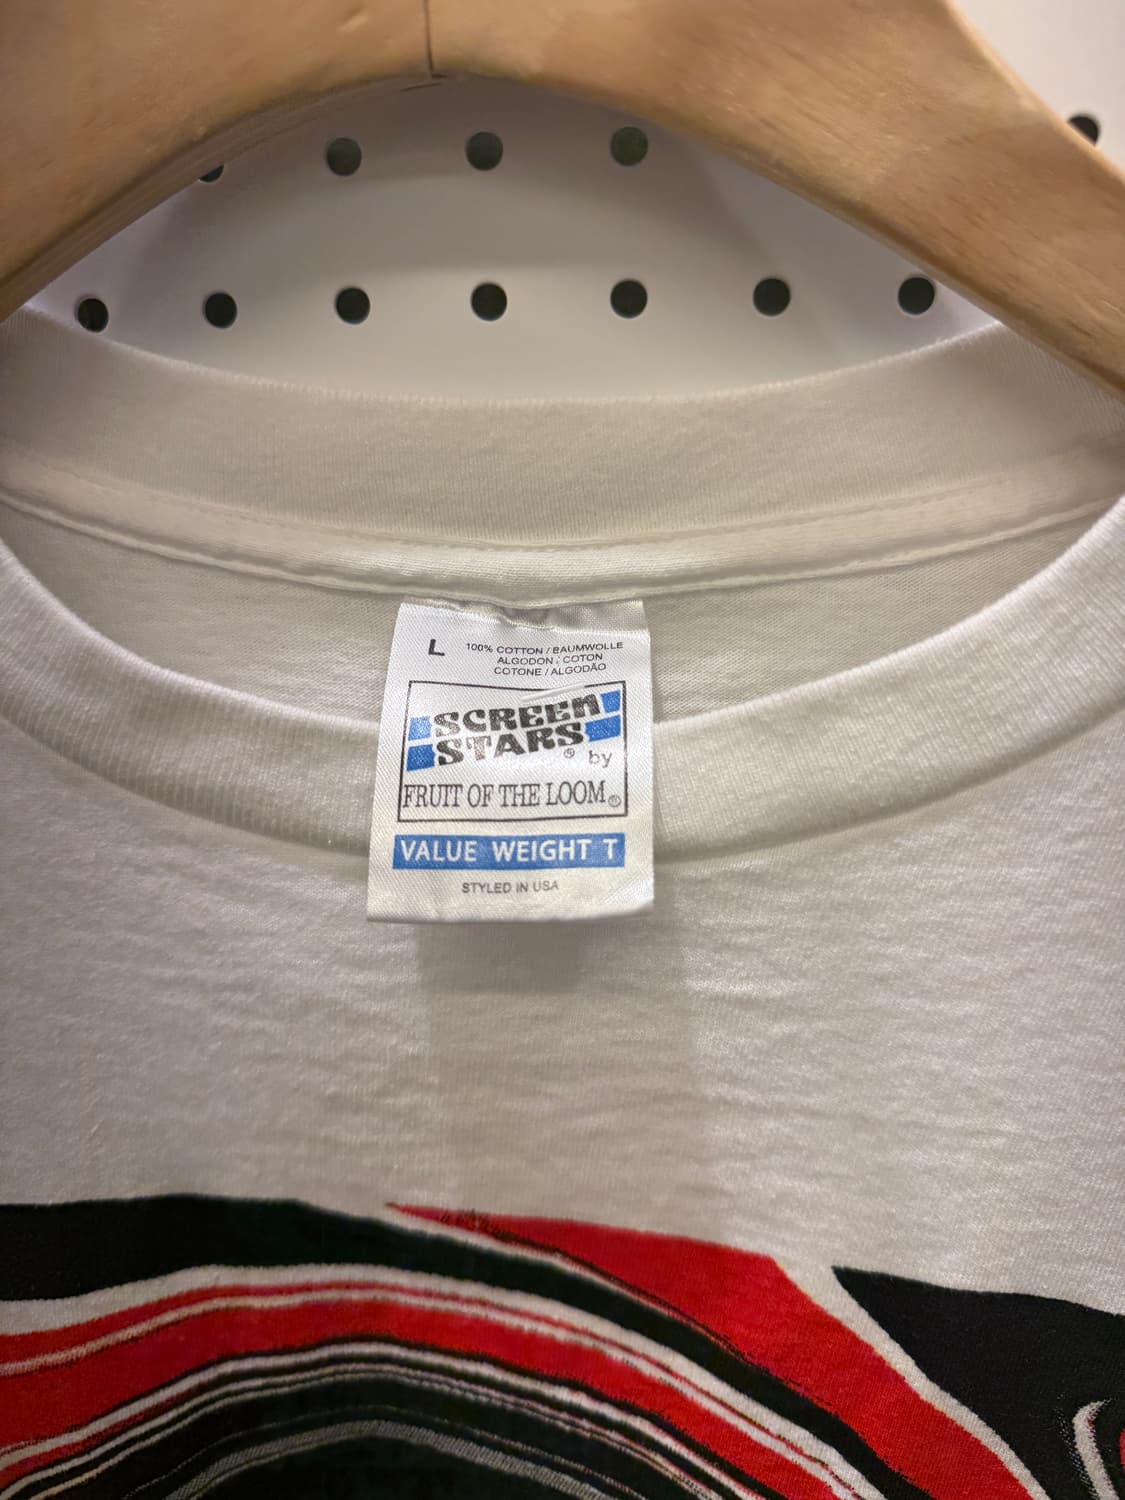 L 100% COTTON / BAUMWOLLE
ALGODON / COTON
COTONE / ALGODÃO
SCREEN
STARS® by
FRUIT OF THE LOOM®
VALUE WEIGHT T
STYLED IN USA